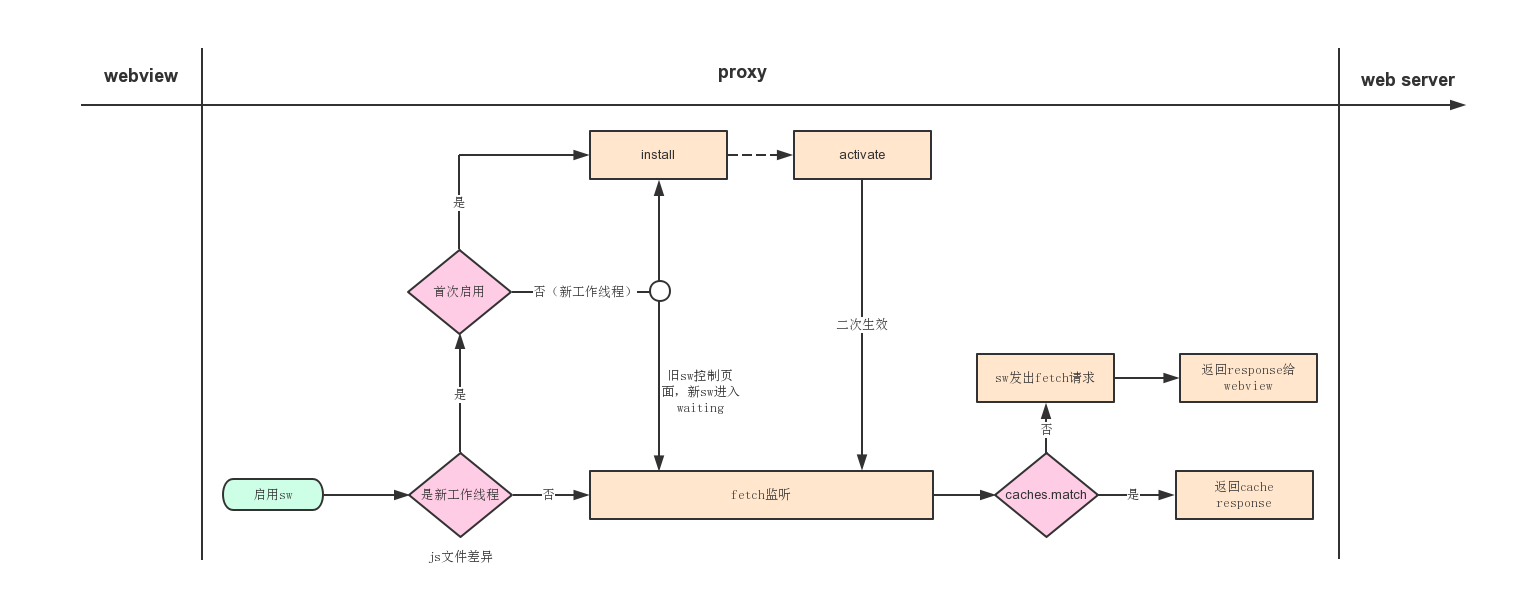 webview
proxy
web server
install
activate
是
首次启用
否（新工作线程）
二次生效
旧sw控制页
面，新sw进入
waiting
是
sw发出fetch请求
返回response给
webview
否
启用sw
是新工作线程
否
fetch监听
caches.match
是
返回cache
response
js文件差异